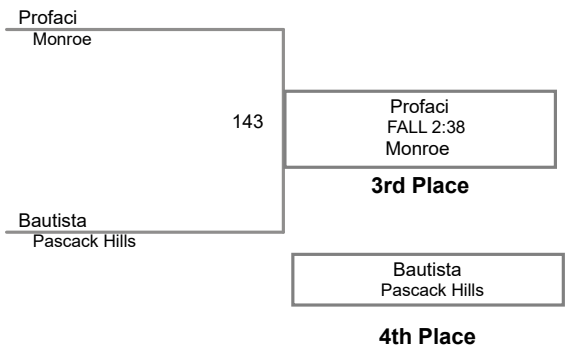 Profaci
Monroe
143
Profaci
FALL 2:38
Monroe
3rd Place
Bautista
Pascack Hills
Bautista
Pascack Hills
4th Place